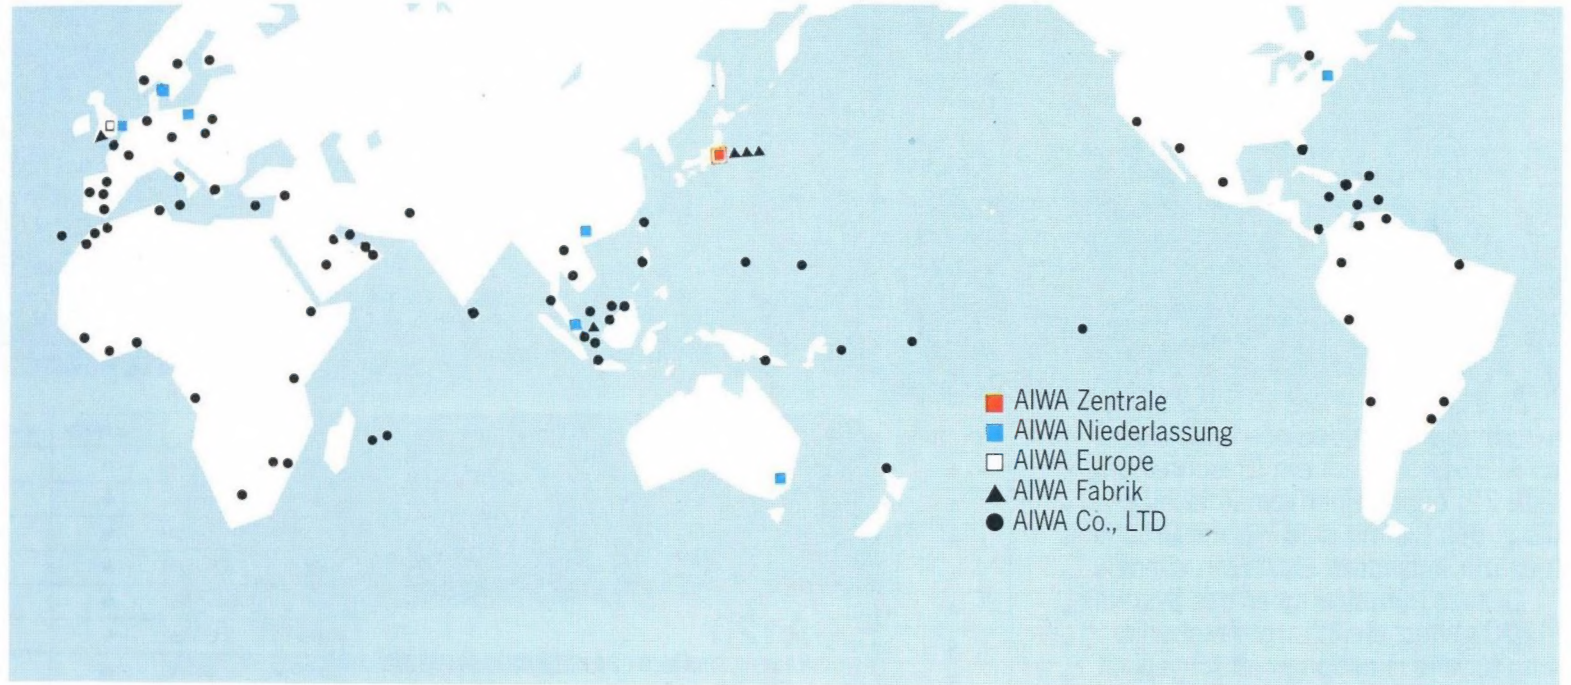 AIWA Zentrale
AIWA Niederlassung
AIWA Europe
AIWA Fabrik
AIWA Co., LTD